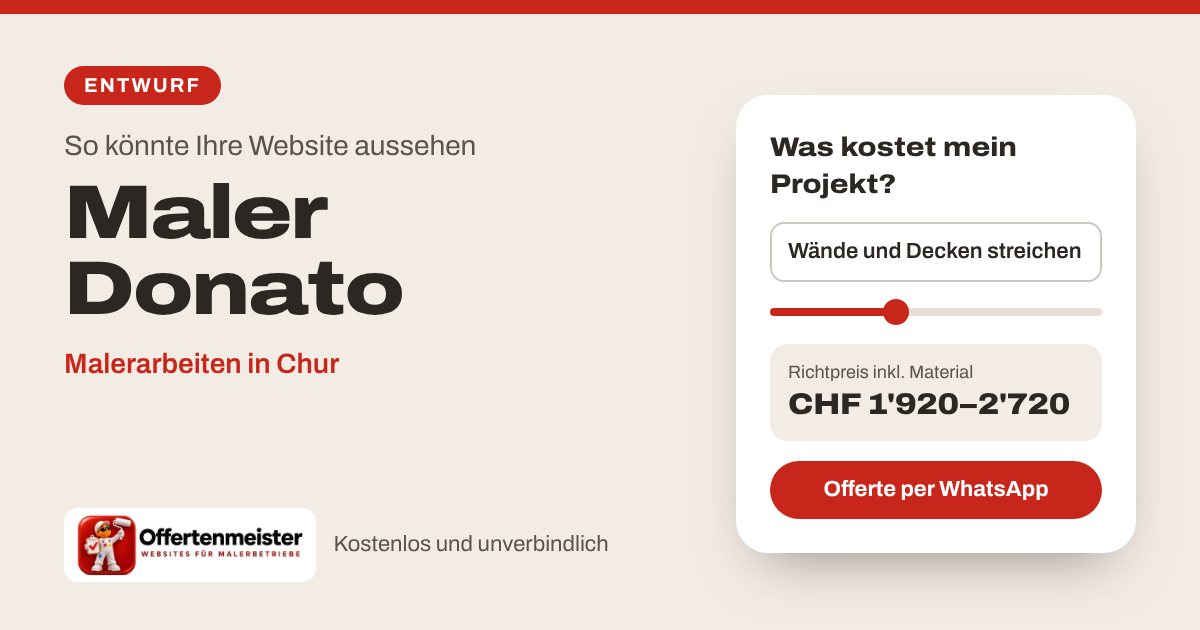 ENTWURF
So könnte Ihre Website aussehen
Maler
Donato
Malerarbeiten in Chur
Offertenmeister
WEBSITES FÜR MALERBETRIEBE
Kostenlos und unverbindlich
Was kostet mein
Projekt?
Wände und Decken streichen
Richtpreis inkl. Material
CHF 1'920–2'720
Offerte per WhatsApp